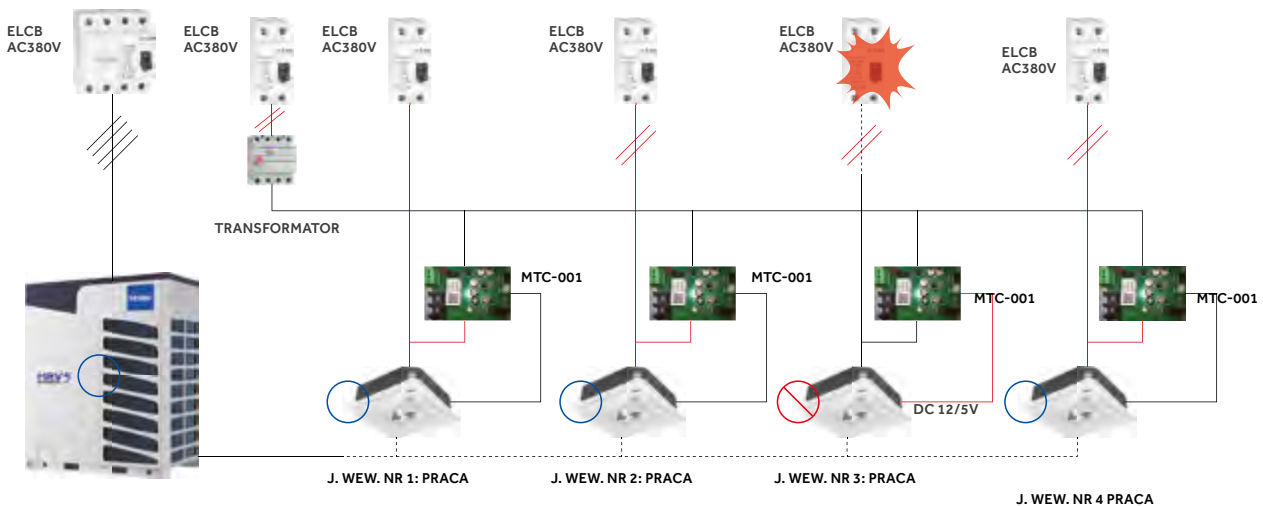 ELCB
AC380V
ELCB
AC380V
ELCB
AC380V
ELCB
AC380V
ELCB
AC380V
ELCB
AC380V
TRANSFORMATOR
MTC-001
MTC-001
MTC-001
MTC-001
Haier
MRV5
DC 12/5V
J. WEW. NR 1: PRACA
J. WEW. NR 2: PRACA
J. WEW. NR 3: PRACA
J. WEW. NR 4 PRACA